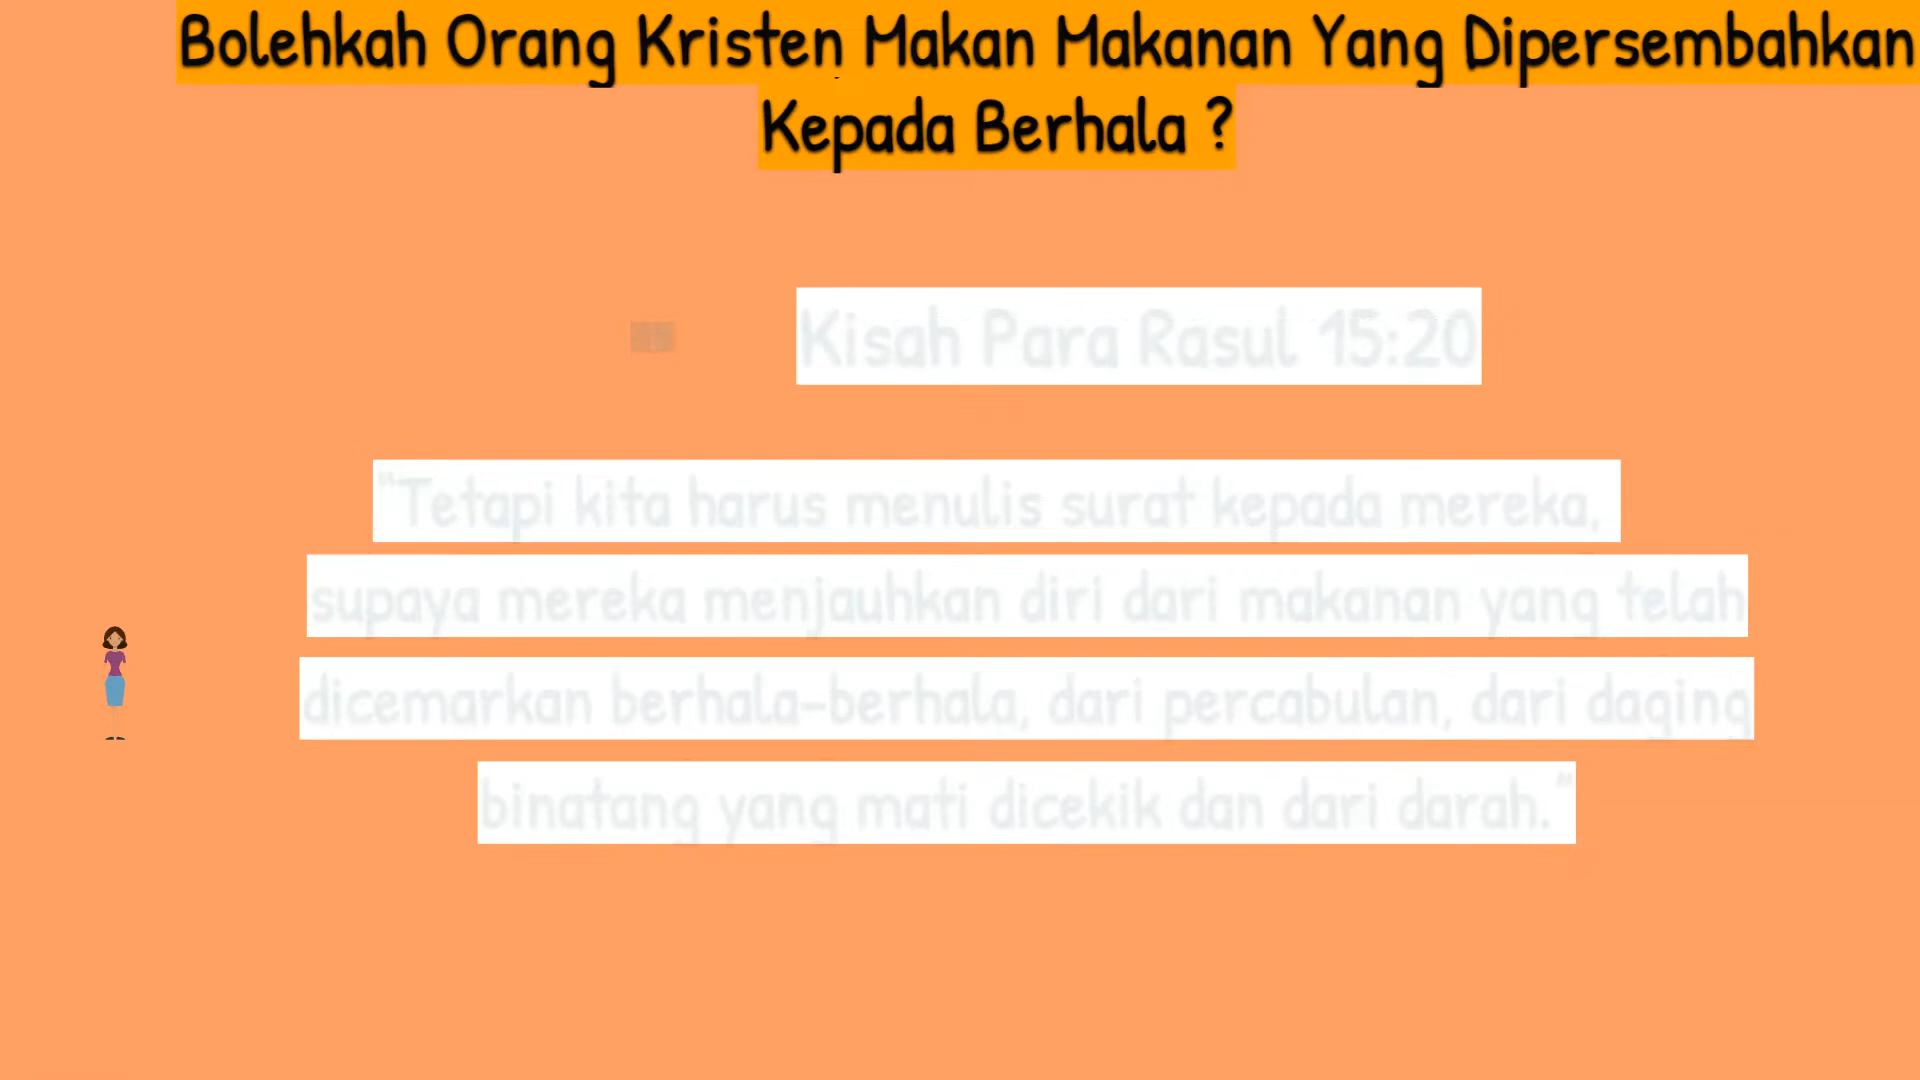 Bolehkah Orang Kristen Makan Makanan Yang Dipersembahkan
Kepada Berhala ?
Kisah Para Rasul 15:20
"Tetapi kita harus menulis surat kepada mereka,
supaya mereka menjauhkan diri dari makanan yang telah
dicemarkan berhala-berhala, dari percabulan, dari daging
binatang yang mati dicekik dan dari darah."